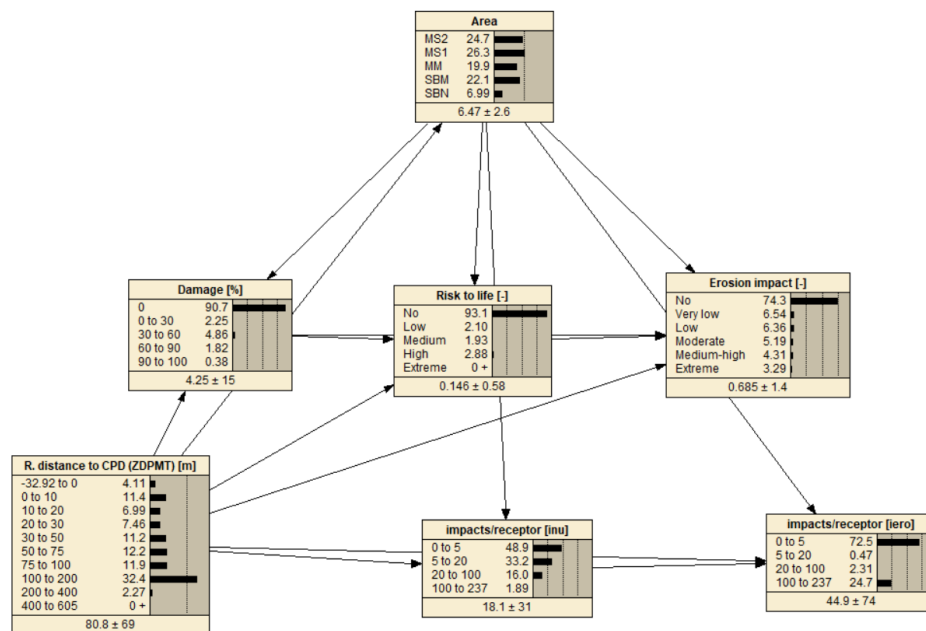 Area
MS2 24.7
MS1 26.3
MM 19.9
SBM 22.1
SBN 6.99
6.47 ± 2.6
Damage [%]
0 90.7
0 to 30 2.25
30 to 60 4.86
60 to 90 1.82
90 to 100 0.38
4.25 ± 15
Risk to life [-]
No 93.1
Low 2.10
Medium 1.93
High 2.88
Extreme 0 +
0.146 ± 0.58
Erosion impact [-]
No 74.3
Very low 6.54
Low 6.36
Moderate 5.19
Medium-high 4.31
Extreme 3.29
0.685 ± 1.4
R. distance to CPD (ZDPMT) [m]
-32.92 to 0 4.11
0 to 10 11.4
10 to 20 6.99
20 to 30 7.46
30 to 50 11.2
50 to 75 12.2
75 to 100 11.9
100 to 200 32.4
200 to 400 2.27
400 to 605 0 +
80.8 ± 69
impacts/receptor [inu]
0 to 5 48.9
5 to 20 33.2
20 to 100 16.0
100 to 237 1.89
18.1 ± 31
impacts/receptor [iero]
0 to 5 72.5
5 to 20 0.47
20 to 100 2.31
100 to 237 24.7
44.9 ± 74